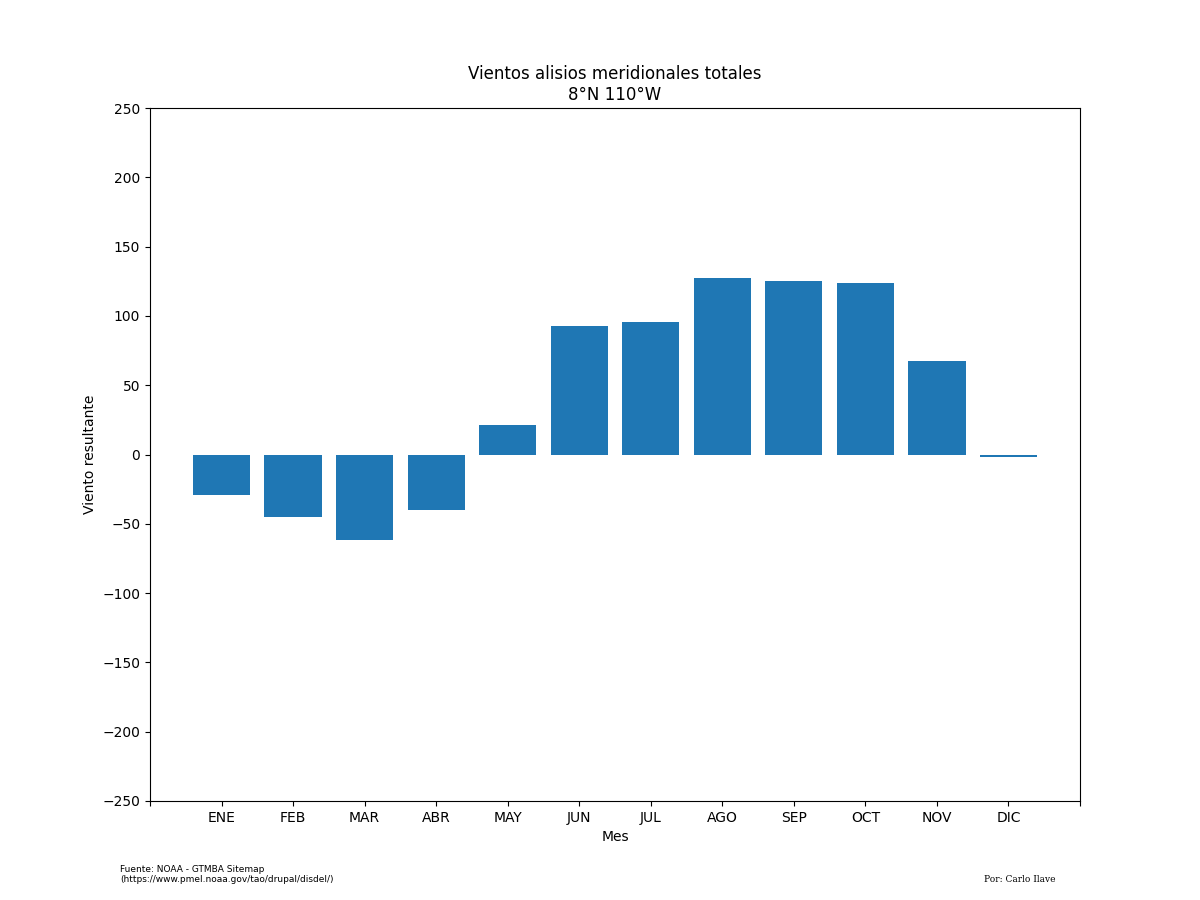 Vientos alisios meridionales totales
8°N 110°W
250
200
150
100
50
0
−50
−100
−150
−200
−250
Viento resultante
ENE FEB MAR ABR MAY JUN JUL AGO SEP OCT NOV DIC
Mes
Fuente: NOAA - GTMBA Sitemap
(https://www.pmel.noaa.gov/tao/drupal/disdel/)
Por: Carlo Ilave